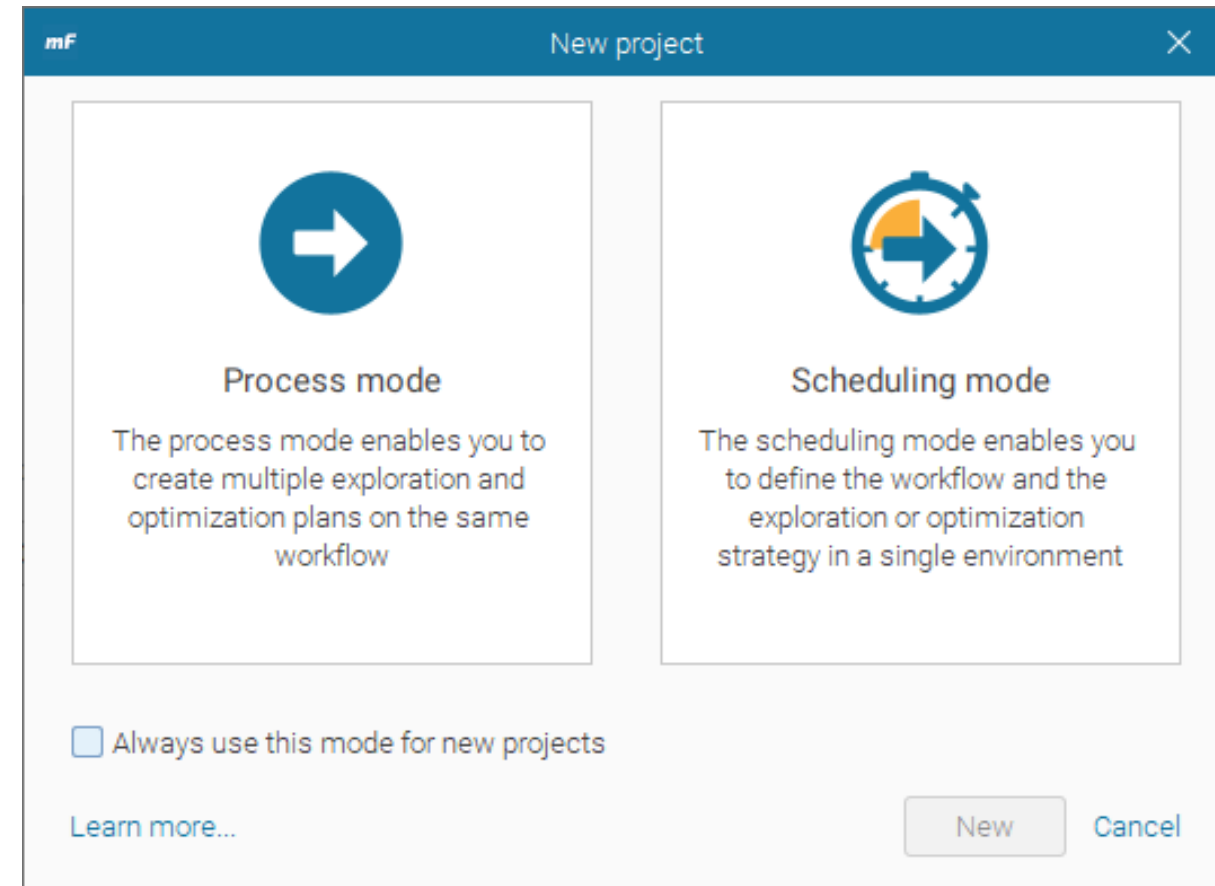 mF
New project
Process mode
The process mode enables you to
create multiple exploration and
optimization plans on the same
workflow
Scheduling mode
The scheduling mode enables you
to define the workflow and the
exploration or optimization
strategy in a single environment
Always use this mode for new projects
Learn more...
New
Cancel